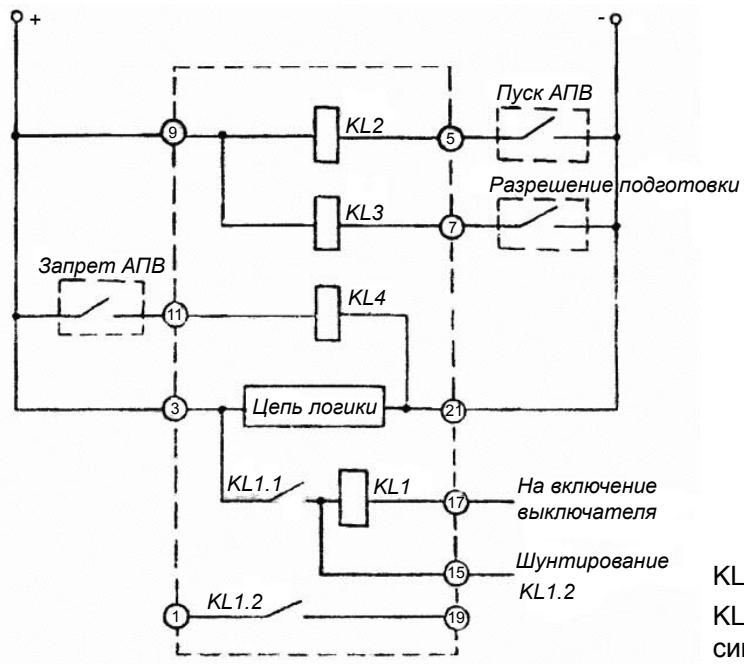 +
-
Пуск АПВ
9
KL2
5
Разрешение подготовки
KL3
7
Запрет АПВ
KL4
11
3
Цепь логики
21
KL1.1
KL1
17
На включение
выключателя
15
Шунтирование
KL1.2
1
KL1.2
19
KL
KL
си